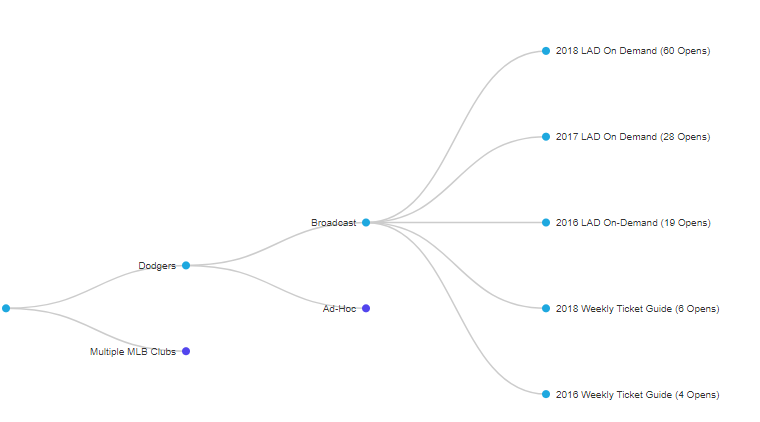 2018 LAD On Demand (60 Opens)
2017 LAD On Demand (28 Opens)
Broadcast
2016 LAD On-Demand (19 Opens)
Dodgers
Ad-Hoc
2018 Weekly Ticket Guide (6 Opens)
Multiple MLB Clubs
2016 Weekly Ticket Guide (4 Opens)